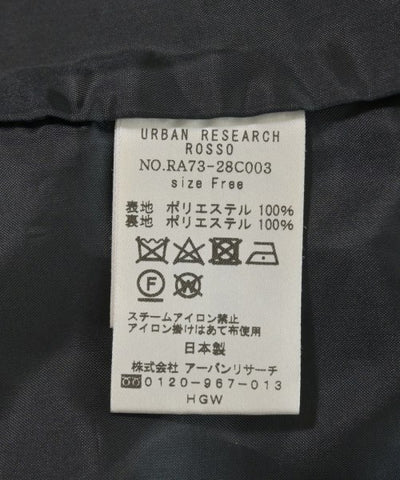 URBAN RESEARCH
ROSSO
NO.RA73-28C003
size Free
表地 ポリエステル 100%
裏地 ポリエステル 100%
F W
スチームアイロン禁止
アイロン掛けはあて布使用
日本製
株式会社 アーバンリサーチ
0120-967-013
HGW